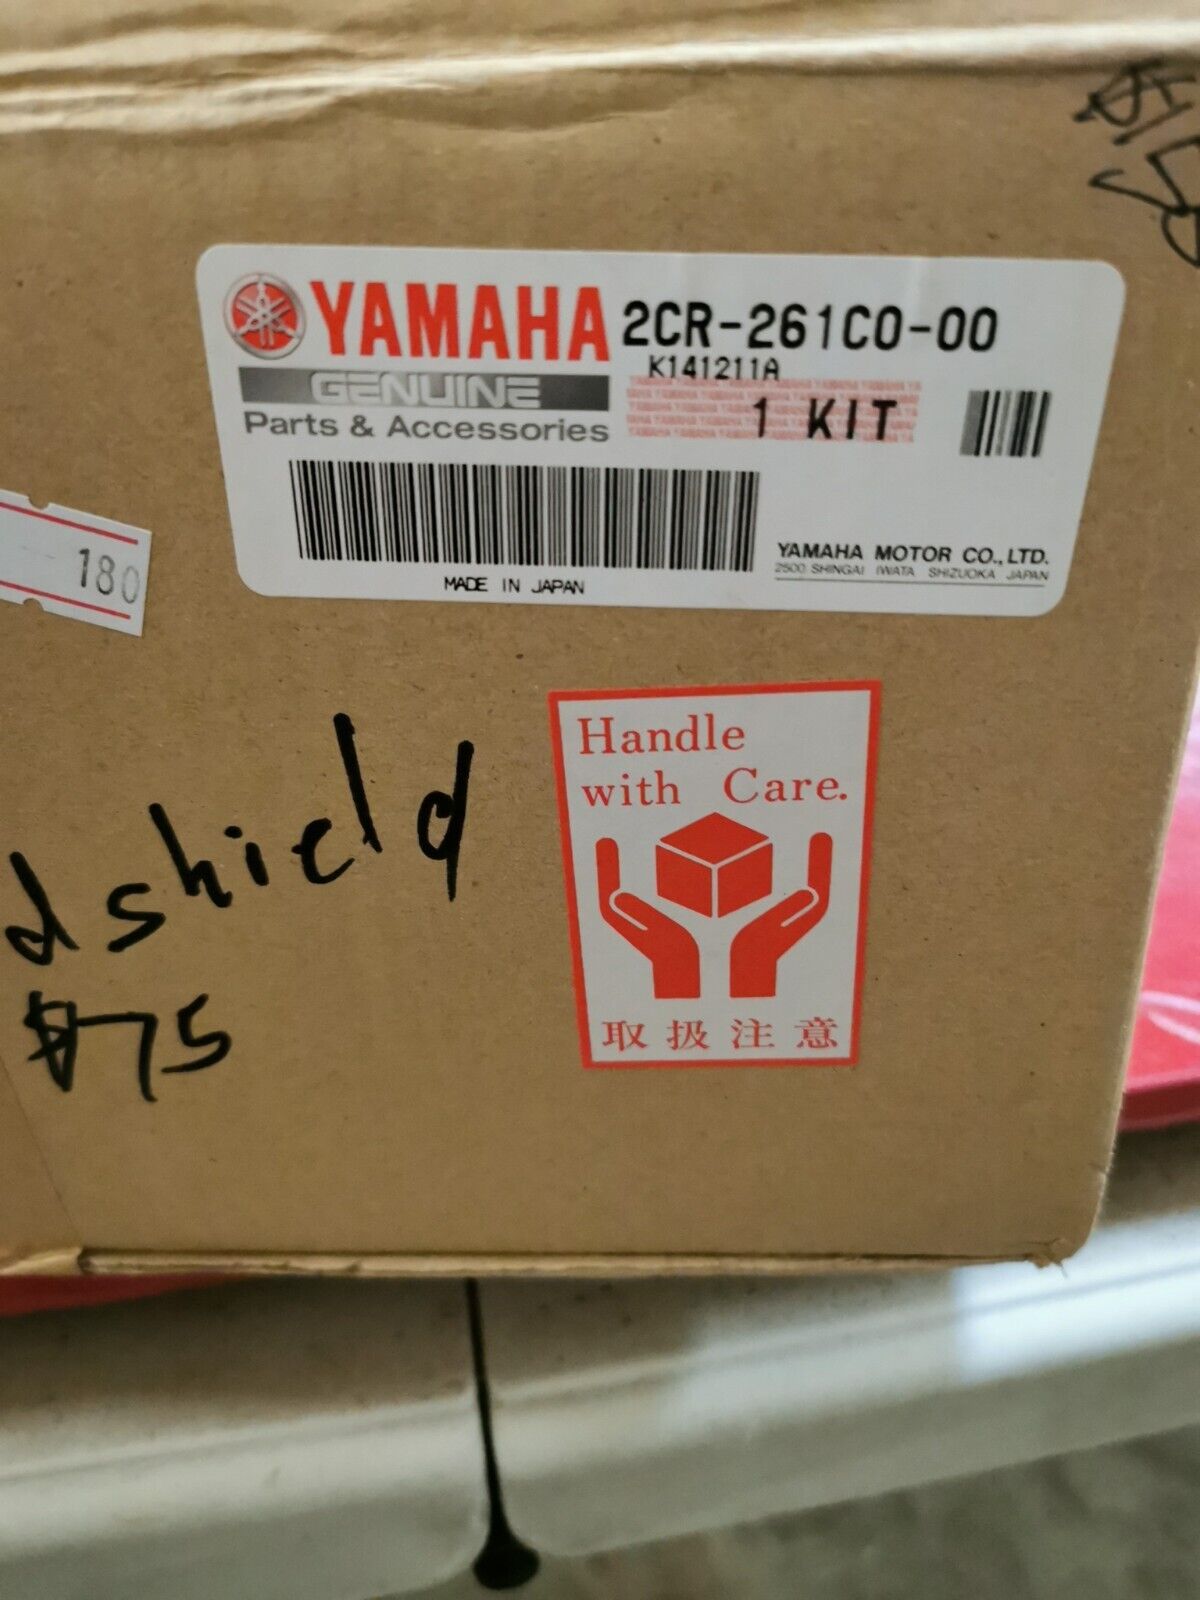 YAMAHA
2CR-261C0-00
K141211A
GENUINE
Parts & Accessories
1 KIT
YAMAHA MOTOR CO., LTD.
2500 SHINGAI IWATA SHIZUOKA JAPAN
MADE IN JAPAN
180
dshield
$75
Handle
with Care.
取扱注意